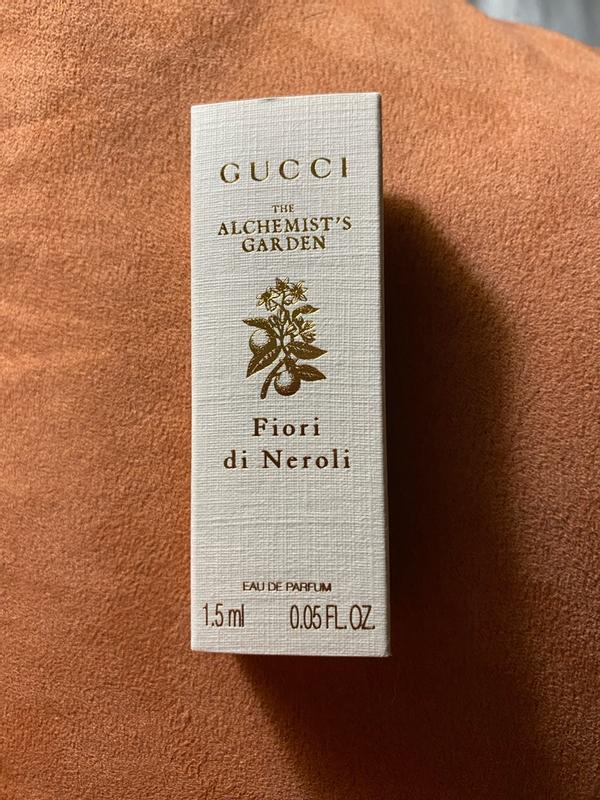 GUCCI
THE
ALCHEMIST'S
GARDEN
Fiori
di Neroli
EAU DE PARFUM
1.5 ml 0.05 FL. OZ.